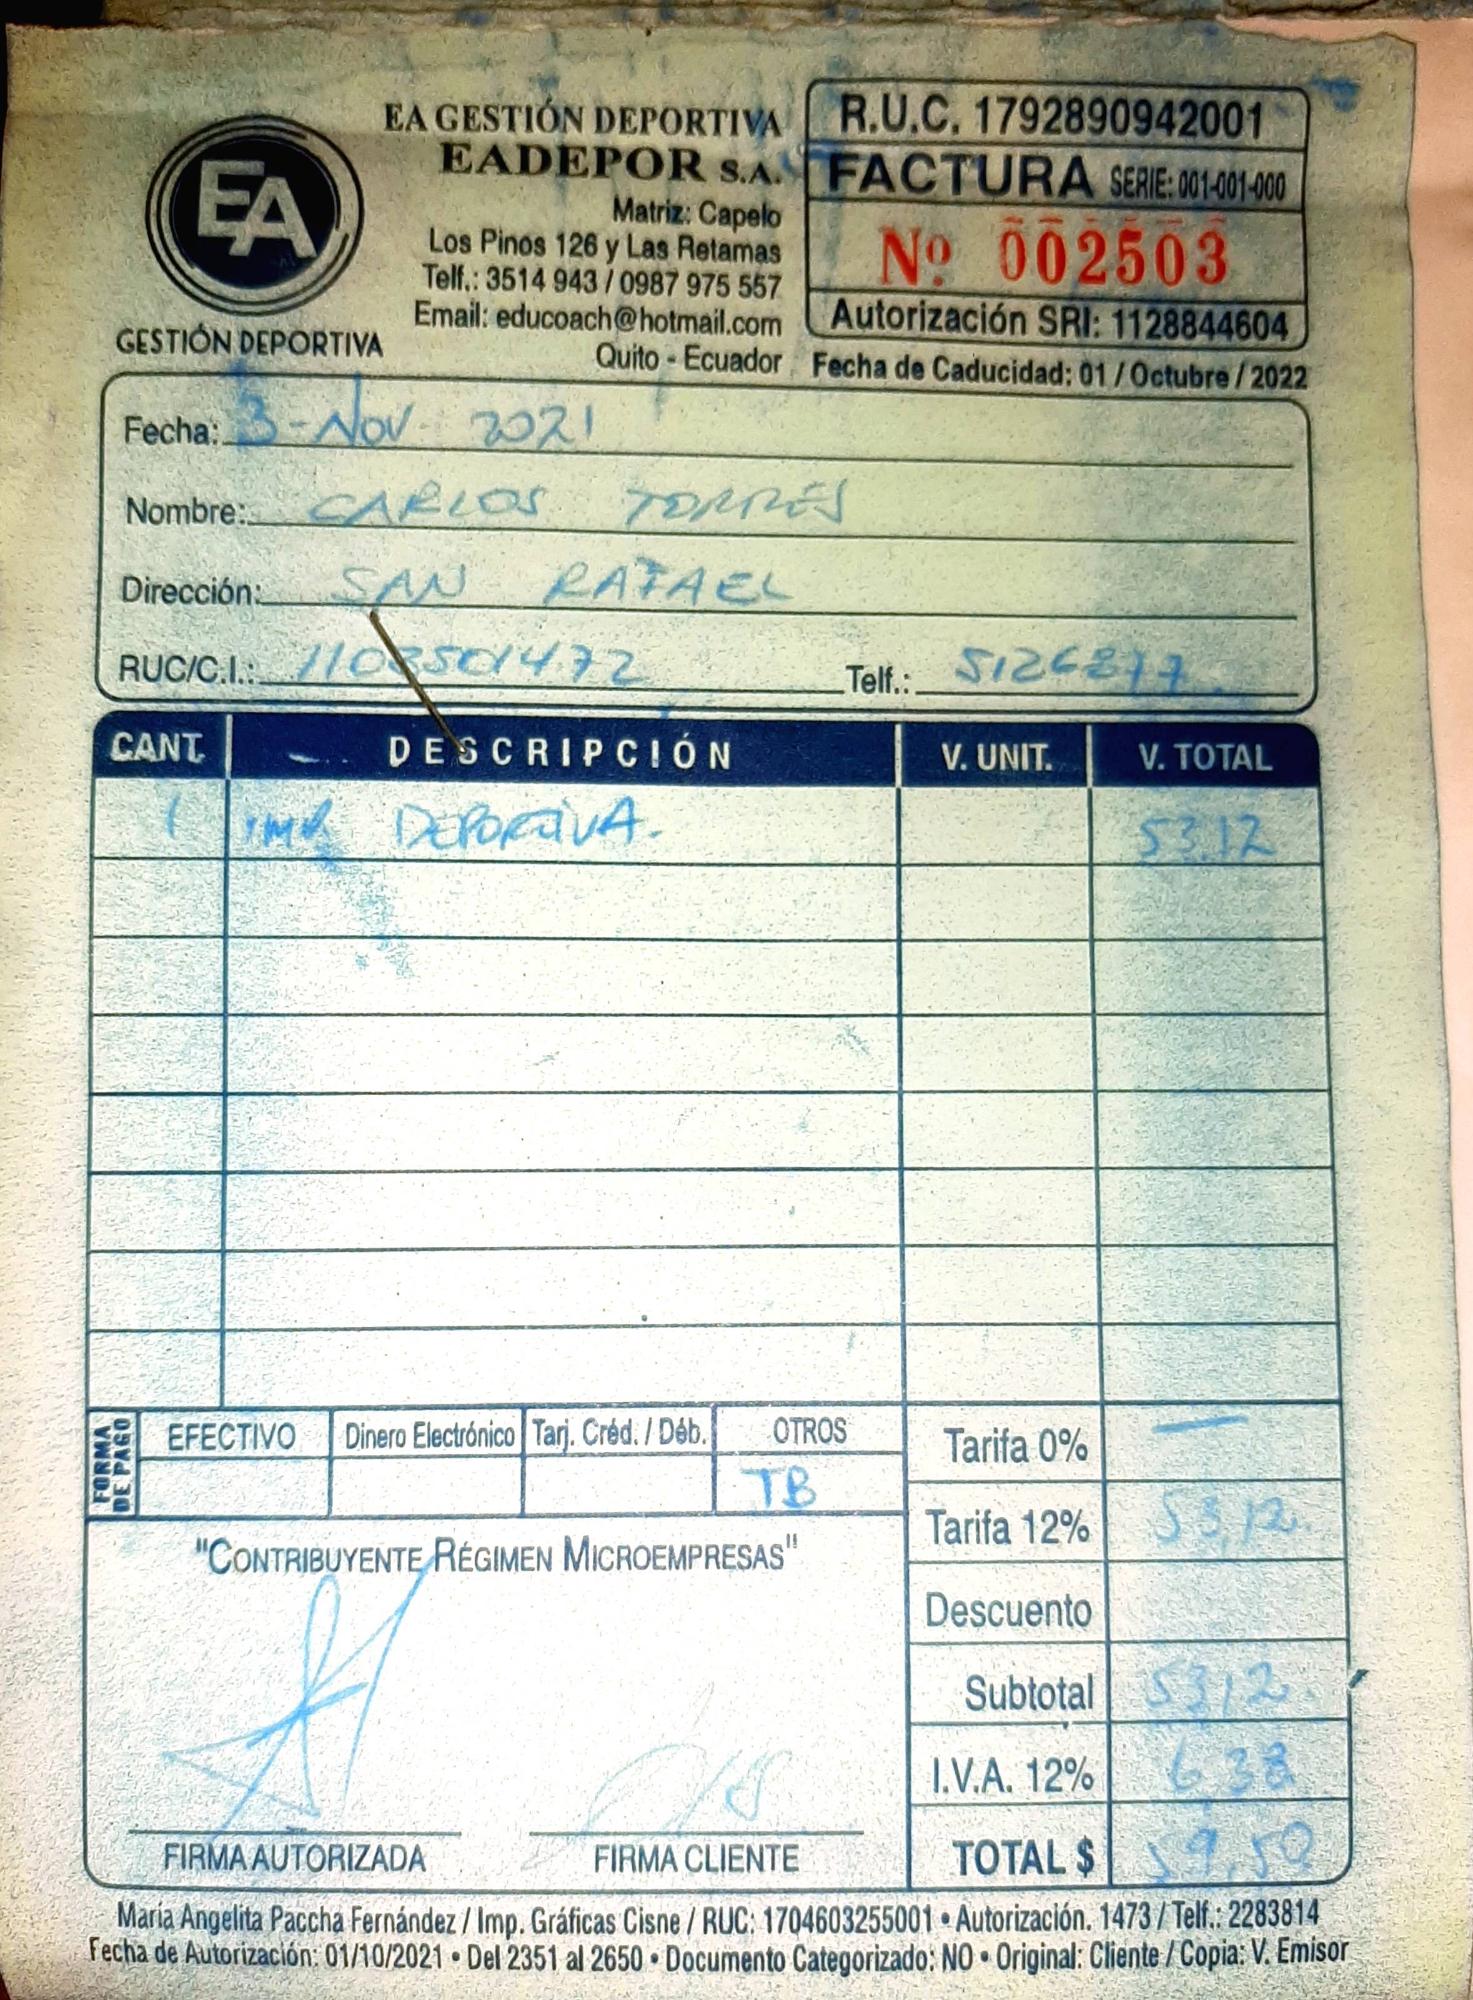 EA
GESTIÓN DEPORTIVA
EA GESTIÓN DEPORTIVA
EADEPOR S.A.
Matriz: Capelo
Los Pinos 126 y Las Retamas
Telf.: 3514 943 / 0987 975 557
Email: educoach@hotmail.com
Quito - Ecuador
R.U.C. 1792890942001
FACTURA SERIE: 001-001-000
Nº 002503
Autorización SRI: 1128844604
Fecha de Caducidad: 01 / Octubre / 2022
Fecha: 3-Nov. 2021
Nombre: CARLOS TORRES
Dirección: SAN RAFAEL
RUC/C.I.: 1103501472 Telf.: 5126877
CANT. DESCRIPCIÓN V. UNIT. V. TOTAL
1 DEPORTIVA. 53.12
FORMA DE PAGO
EFECTIVO Dinero Electrónico Tarj. Créd. / Déb. OTROS
TB
Tarifa 0% —
Tarifa 12% 53,12
Descuento
Subtotal 53,12
I.V.A. 12% 6.38
TOTAL $ 59,50
"CONTRIBUYENTE RÉGIMEN MICROEMPRESAS"
FIRMA AUTORIZADA FIRMA CLIENTE
María Angelita Paccha Fernández / Imp. Gráficas Cisne / RUC: 1704603255001 • Autorización. 1473 / Telf.: 2283814
Fecha de Autorización: 01/10/2021 • Del 2351 al 2650 • Documento Categorizado: NO • Original: Cliente / Copia: V. Emisor